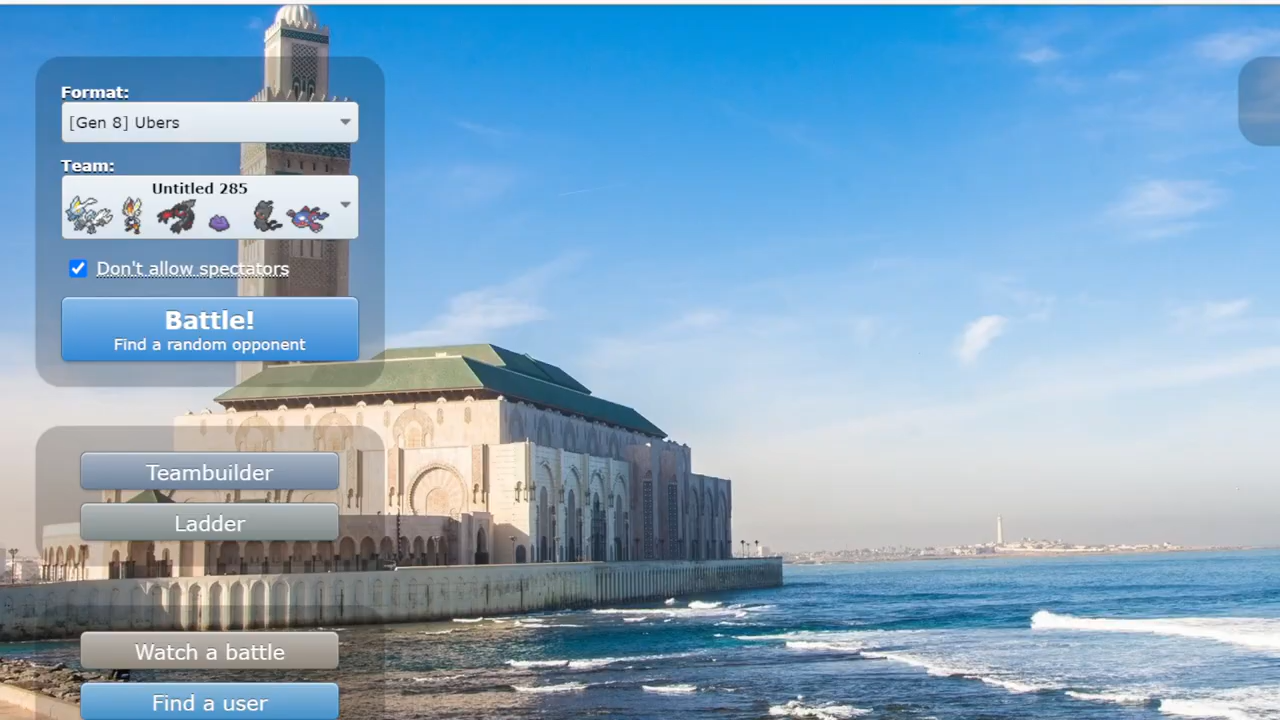 Format:
[Gen 8] Ubers
Team:
Untitled 285
Don't allow spectators
Battle!
Find a random opponent
Teambuilder
Ladder
Watch a battle
Find a user